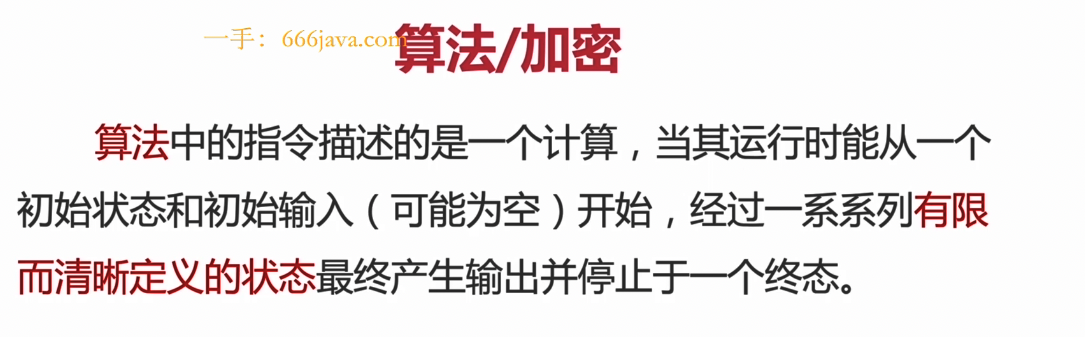 一手：666java.com
算法/加密
算法中的指令描述的是一个计算，当其运行时能从一个
初始状态和初始输入（可能为空）开始，经过一系系列有限
而清晰定义的状态最终产生输出并停止于一个终态。